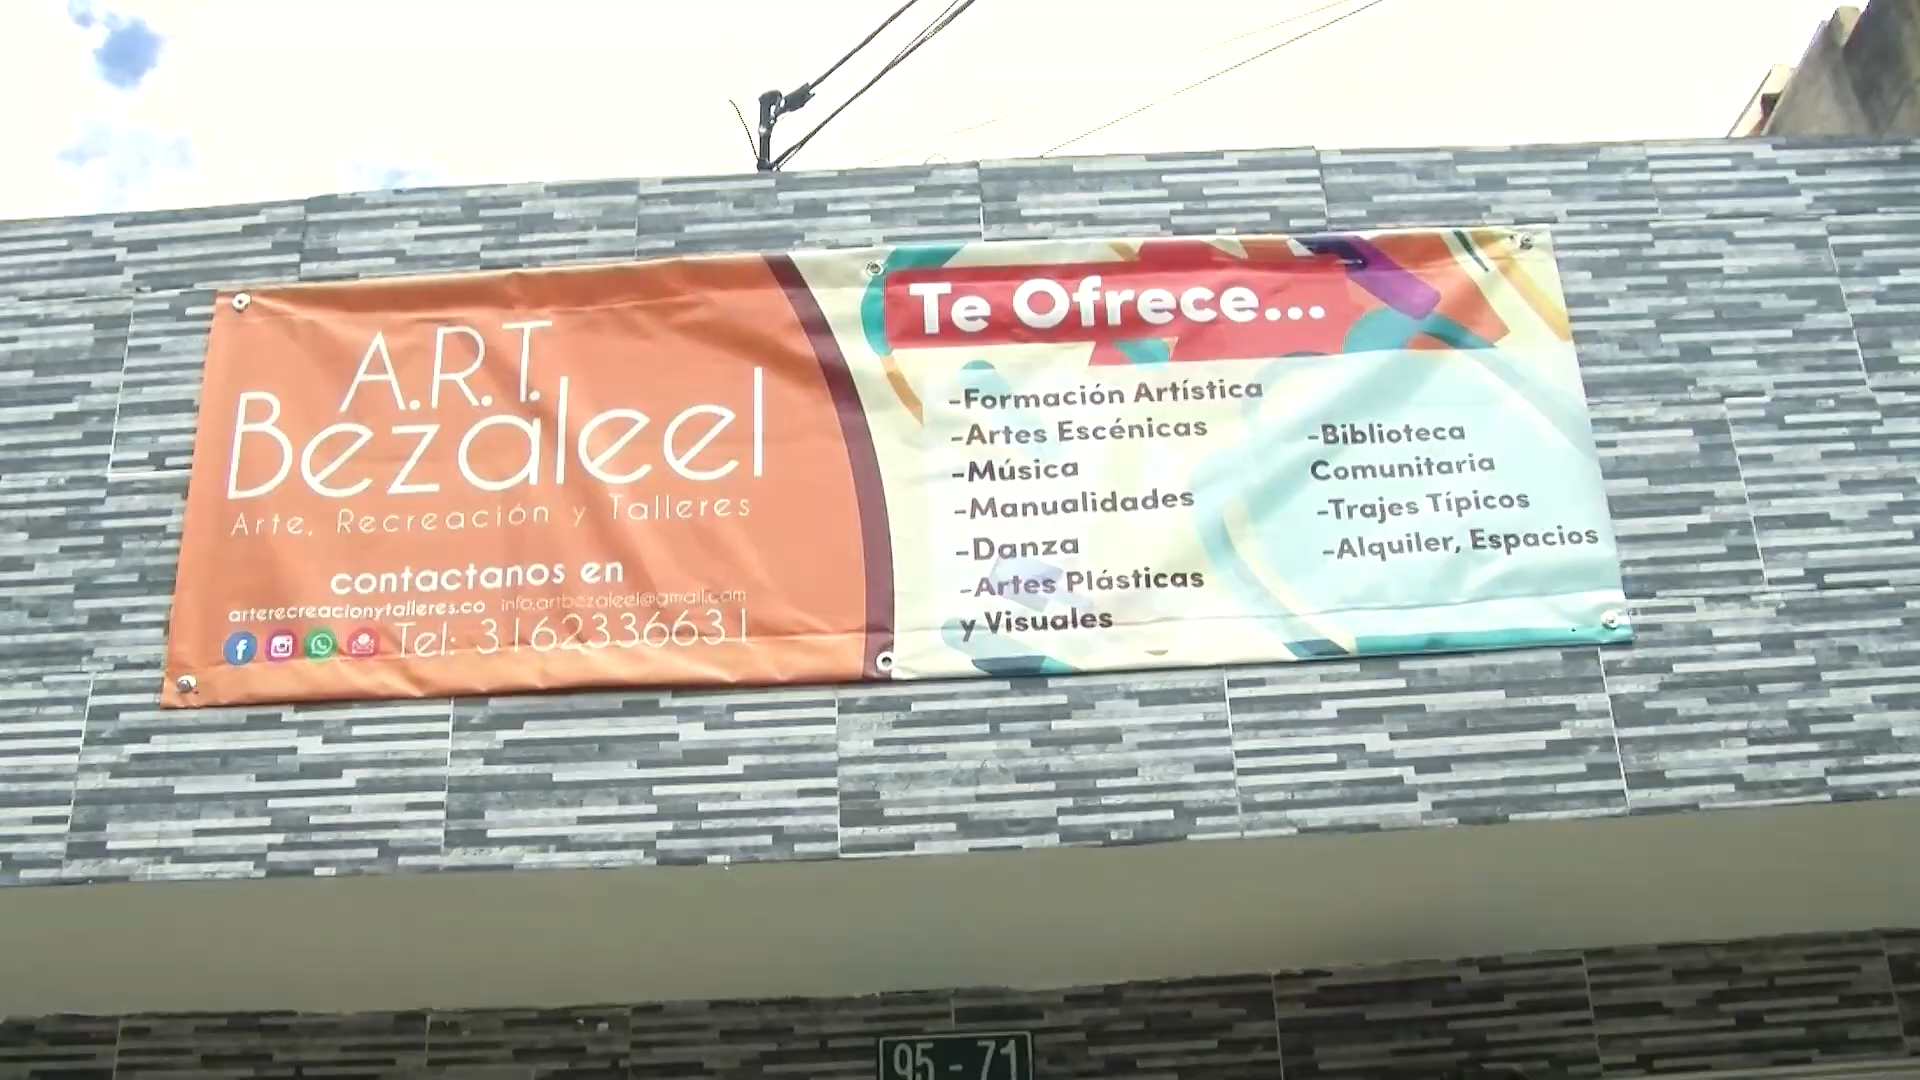 A.R.T.
Bezaleel
Arte, Recreación y Talleres
contactanos en
arterecreacionytalleres.co info.artbezaleel@gmail.com
Tel: 3162336631
Te Ofrece...
-Formación Artística
-Artes Escénicas
-Música
-Manualidades
-Danza
-Artes Plásticas
y Visuales
-Biblioteca
Comunitaria
-Trajes Típicos
-Alquiler, Espacios
95 - 71